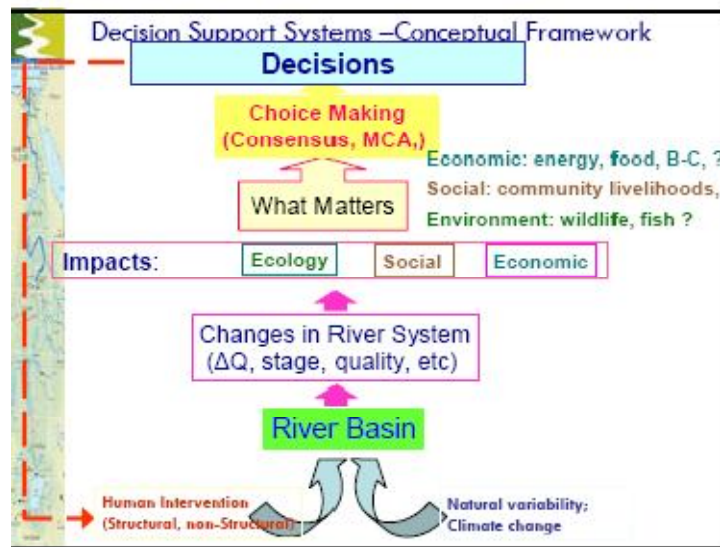 Decision Support Systems –Conceptual Framework
Decisions
Choice Making
(Consensus, MCA,)
Economic: energy, food, B-C, ?
What Matters
Social: community livelihoods,
Environment: wildlife, fish ?
Impacts: Ecology Social Economic
Changes in River System
(ΔQ, stage, quality, etc)
River Basin
Human Intervention
(Structural, non-Structural)
Natural variability;
Climate change